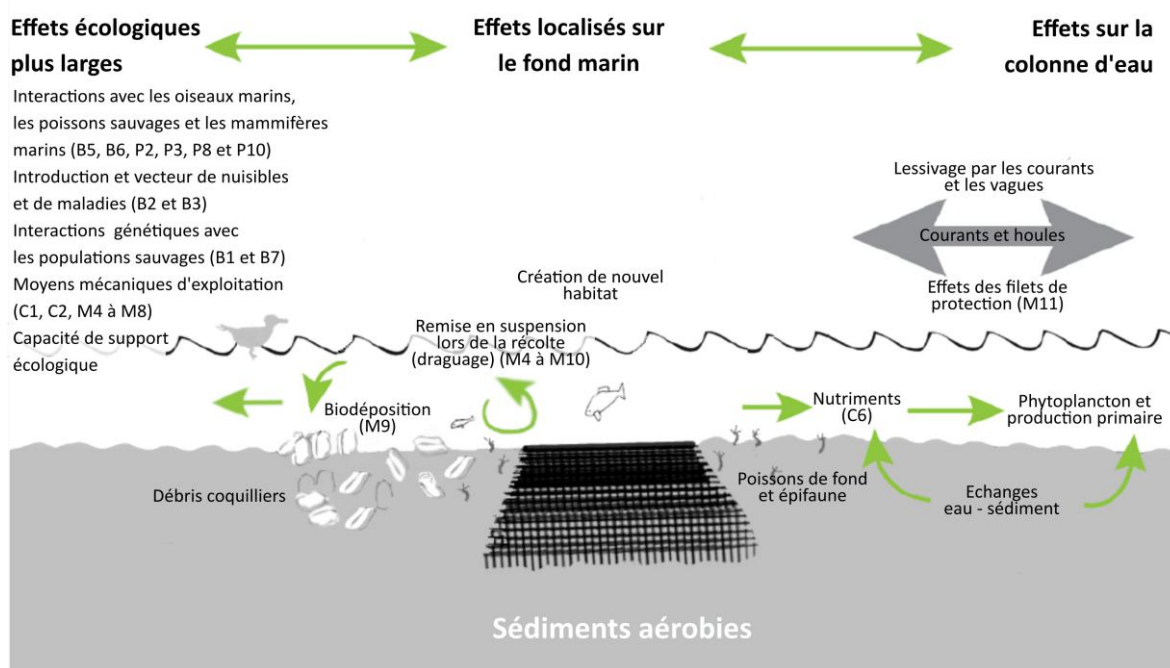 Effets écologiques
plus larges
Effets localisés sur
le fond marin
Effets sur la
colonne d'eau
Interactions avec les oiseaux marins,
les poissons sauvages et les mammifères
marins (B5, B6, P2, P3, P8 et P10)
Introduction et vecteur de nuisibles
et de maladies (B2 et B3)
Interactions génétiques avec
les populations sauvages (B1 et B7)
Moyens mécaniques d'exploitation
(C1, C2, M4 à M8)
Capacité de support
écologique
Création de nouvel
habitat
Remise en suspension
lors de la récolte
(draguage) (M4 à M10)
Lessivage par les courants
et les vagues
Courants et houles
Effets des filets de
protection (M11)
Biodéposition
(M9)
Nutriments
(C6)
Phytoplancton et
production primaire
Débris coquilliers
Poissons de fond
et épifaune
Echanges
eau - sédiment
Sédiments aérobies